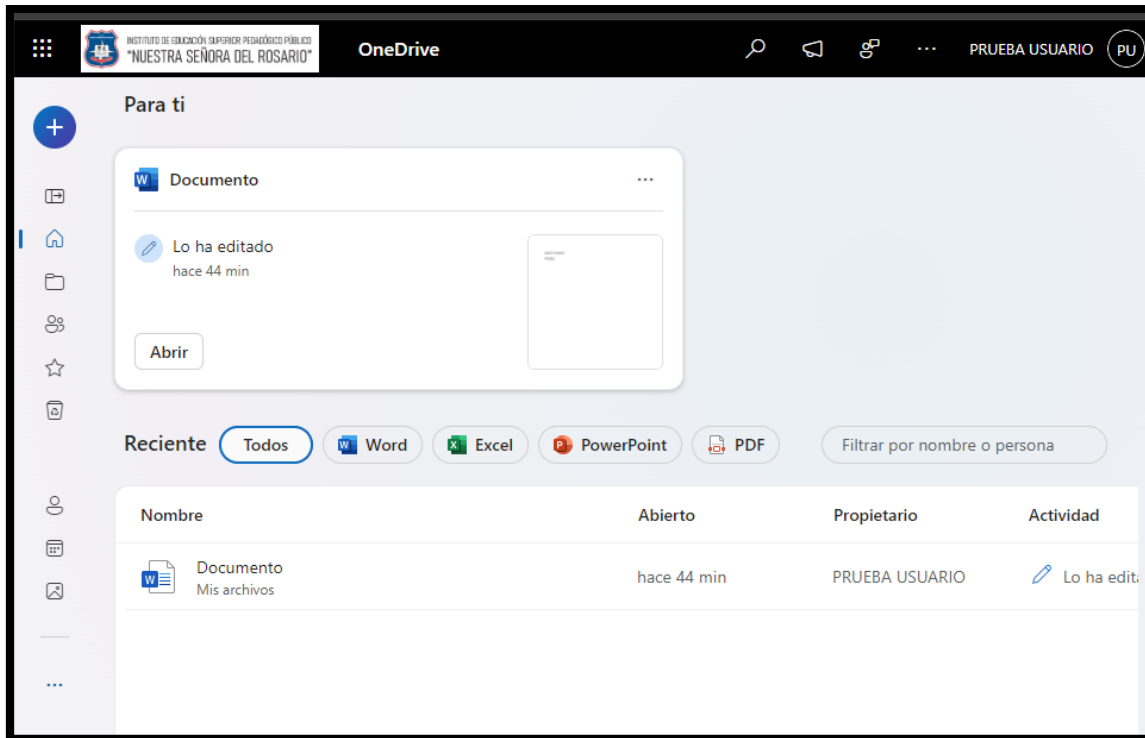 INSTITUTO DE EDUCACIÓN SUPERIOR PEDAGÓGICO PÚBLICO
"NUESTRA SEÑORA DEL ROSARIO"
OneDrive
PRUEBA USUARIO
PU
Para ti
Documento
Lo ha editado
hace 44 min
Abrir
Reciente
Todos
Word
Excel
PowerPoint
PDF
Filtrar por nombre o persona
Nombre
Abierto
Propietario
Actividad
Documento
Mis archivos
hace 44 min
PRUEBA USUARIO
Lo ha edita